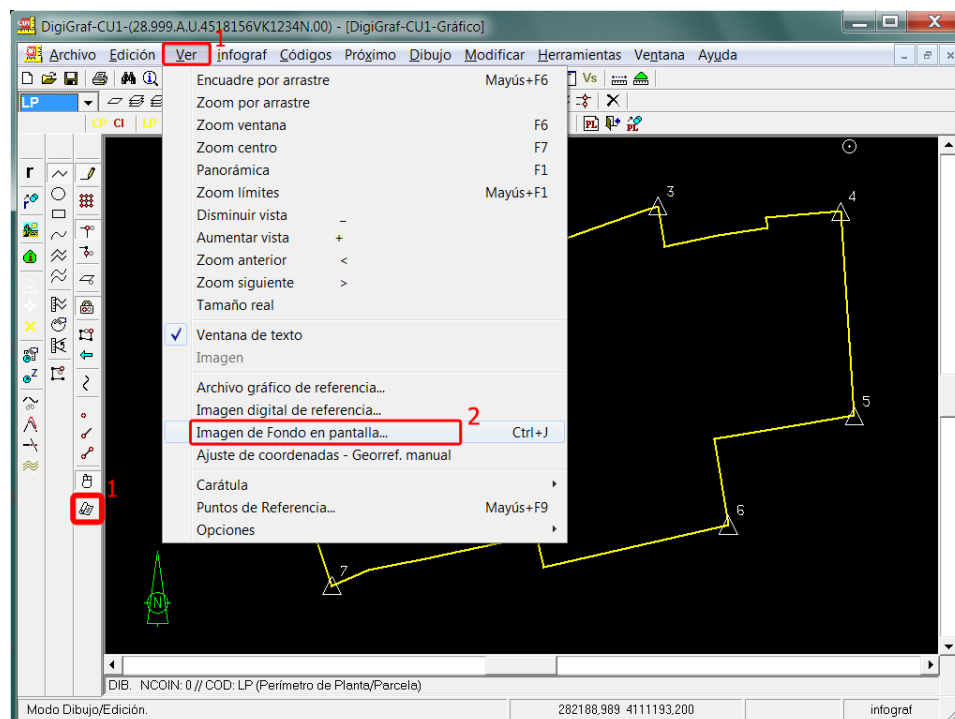 DigiGraf-CU1-(28.999.A.U.4518156VK1234N.00) - [DigiGraf-CU1-Gráfico]
1
Archivo Edición Ver infograf Códigos Próximo Dibujo Modificar Herramientas Ventana Ayuda
Vs
LP
CP CI LP PL PL
Encuadre por arrastre Mayús+F6
Zoom por arrastre
Zoom ventana F6
Zoom centro F7
Panorámica F1
Zoom límites Mayús+F1
Disminuir vista _
Aumentar vista +
Zoom anterior <
Zoom siguiente >
Tamaño real
Ventana de texto
Imagen
Archivo gráfico de referencia...
Imagen digital de referencia...
2
Imagen de Fondo en pantalla... Ctrl+J
Ajuste de coordenadas - Georref. manual
Carátula
Puntos de Referencia... Mayús+F9
Opciones
r
r
z
1
3
4
5
6
7
N
DIB. NCOIN: 0 // COD: LP (Perímetro de Planta/Parcela)
Modo Dibujo/Edición. 282188,989 4111193,200 infograf